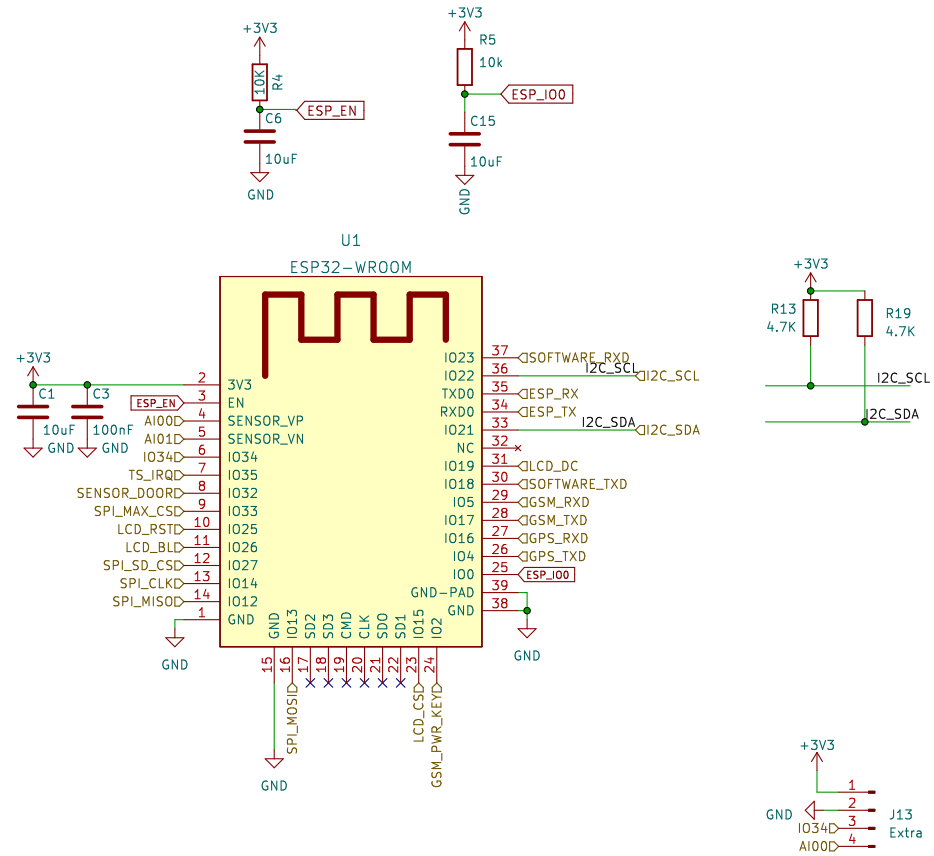 +3V3
10K
R4
ESP_EN
C6
10uF
GND
+3V3
R5
10k
ESP_IO0
C15
10uF
GND
U1
ESP32-WROOM
+3V3
C1
10uF
GND
C3
100nF
GND
2
3V3
ESP_EN
3
EN
AI00
4
SENSOR_VP
AI01
5
SENSOR_VN
IO34
6
IO34
TS_IRQ
7
IO35
SENSOR_DOOR
8
IO32
SPI_MAX_CS
9
IO33
LCD_RST
10
IO25
LCD_BL
11
IO26
SPI_SD_CS
12
IO27
SPI_CLK
13
IO14
SPI_MISO
14
IO12
1
GND
GND
IO23
37
SOFTWARE_RXD
IO22
36
I2C_SCL
I2C_SCL
TXD0
35
ESP_RX
RXD0
34
ESP_TX
IO21
33
I2C_SDA
I2C_SDA
NC
32
IO19
31
LCD_DC
IO18
30
SOFTWARE_TXD
IO5
29
GSM_RXD
IO17
28
GSM_TXD
IO16
27
GPS_RXD
IO4
26
GPS_TXD
IO0
25
ESP_IO0
GND-PAD
39
GND
38
GND
GND
15
GND
IO13
16
SPI_MOSI
SD2
17
SD3
18
CMD
19
CLK
20
SD0
21
SD1
22
IO15
23
LCD_CS
IO2
24
GSM_PWR_KEY
+3V3
R13
4.7K
R19
4.7K
I2C_SCL
I2C_SDA
+3V3
1
GND
2
IO34
3
AI00
4
J13
Extra